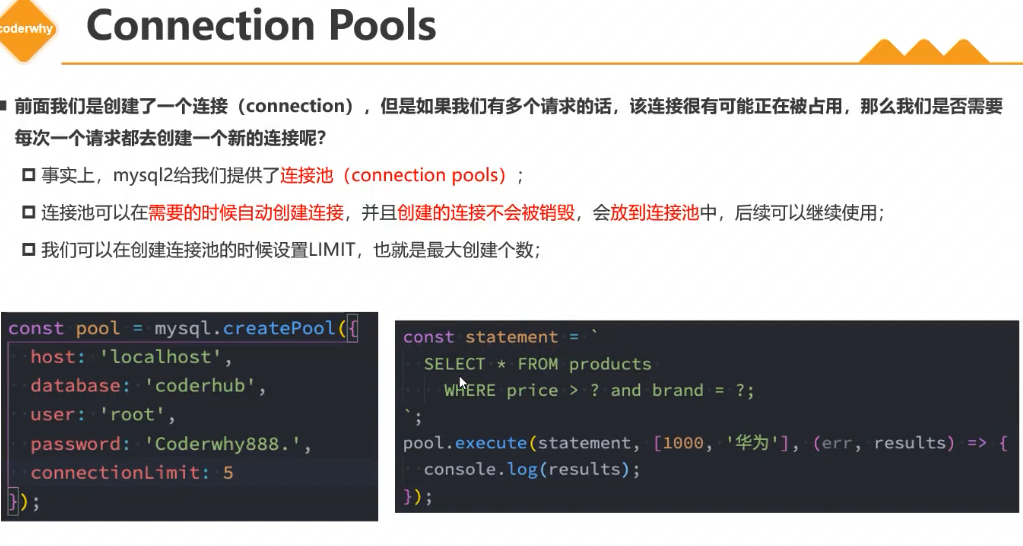 coderwhy
Connection Pools
前面我们是创建了一个连接（connection），但是如果我们有多个请求的话，该连接很有可能正在被占用，那么我们是否需要
每次一个请求都去创建一个新的连接呢？
事实上，mysql2给我们提供了连接池（connection pools）；
连接池可以在需要的时候自动创建连接，并且创建的连接不会被销毁，会放到连接池中，后续可以继续使用；
我们可以在创建连接池的时候设置LIMIT，也就是最大创建个数；
const pool = mysql.createPool({
host: 'localhost',
database: 'coderhub',
user: 'root',
password: 'Coderwhy888.',
connectionLimit: 5
});
const statement = `
SELECT * FROM products
WHERE price > ? and brand = ?;
`;
pool.execute(statement, [1000, '华为'], (err, results) => {
console.log(results);
});